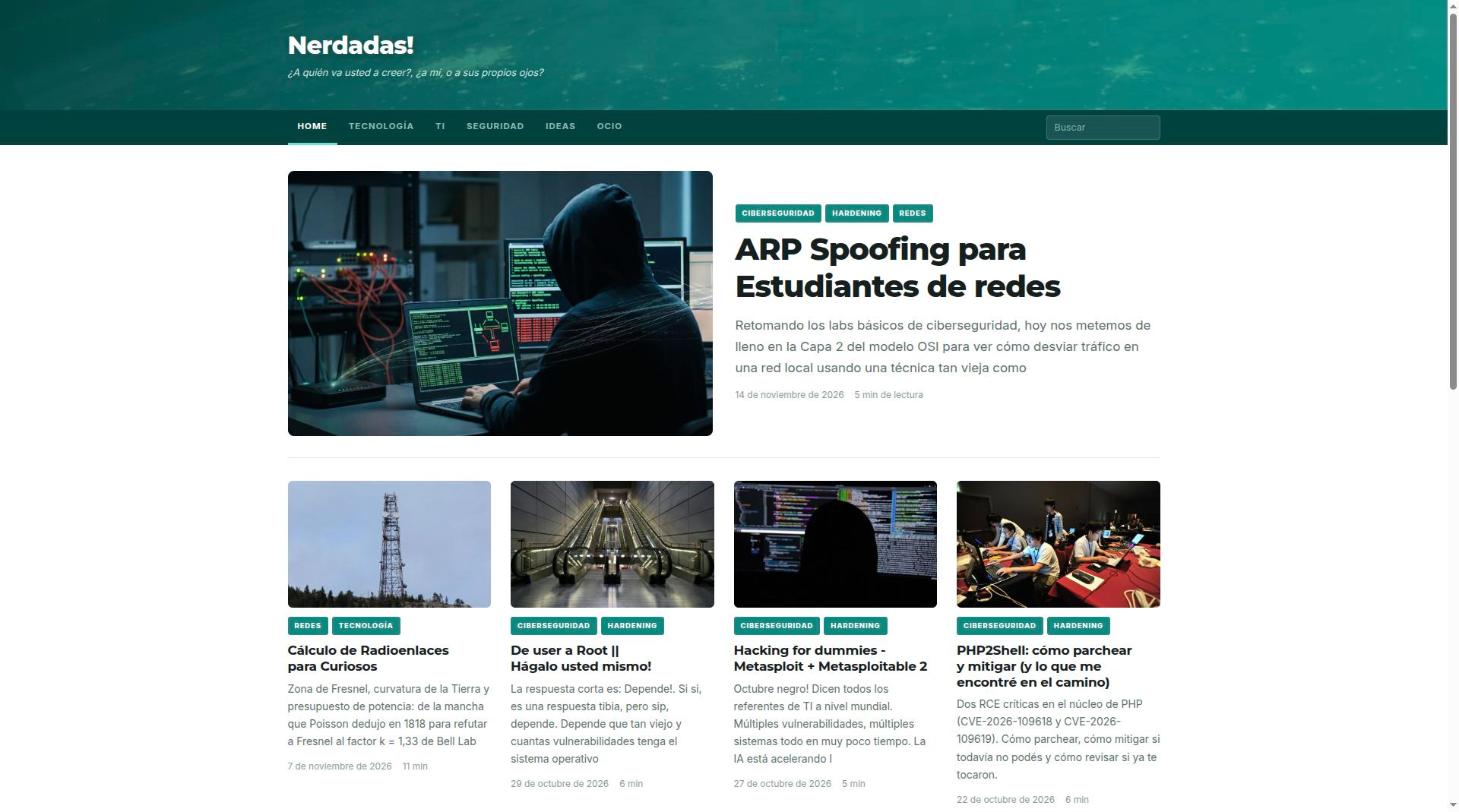 Nerdadas!
¿A quién va usted a creer?, ¿a mi, o a sus propios ojos?
HOME TECNOLOGÍA TI SEGURIDAD IDEAS OCIO Buscar
CIBERSEGURIDAD HARDENING REDES
ARP Spoofing para
Estudiantes de redes
Retomando los labs básicos de ciberseguridad, hoy nos metemos de
lleno en la Capa 2 del modelo OSI para ver cómo desviar tráfico en
una red local usando una técnica tan vieja como
14 de noviembre de 2026 5 min de lectura
REDES TECNOLOGÍA
Cálculo de Radioenlaces
para Curiosos
Zona de Fresnel, curvatura de la Tierra y
presupuesto de potencia: de la mancha
que Poisson dedujo en 1818 para refutar
a Fresnel al factor k = 1,33 de Bell Lab
7 de noviembre de 2026 11 min
CIBERSEGURIDAD HARDENING
De user a Root ||
Hágalo usted mismo!
La respuesta corta es: Depende!. Si si,
es una respuesta tibia, pero sip,
depende. Depende que tan viejo y
cuantas vulnerabilidades tenga el
sistema operativo
29 de octubre de 2026 6 min
CIBERSEGURIDAD HARDENING
Hacking for dummies -
Metasploit + Metasploitable 2
Octubre negro! Dicen todos los
referentes de TI a nivel mundial.
Múltiples vulnerabilidades, múltiples
sistemas todo en muy poco tiempo. La
IA está acelerando l
27 de octubre de 2026 5 min
CIBERSEGURIDAD HARDENING
PHP2Shell: cómo parchear
y mitigar (y lo que me
encontré en el camino)
Dos RCE críticas en el núcleo de PHP
(CVE-2026-109618 y CVE-2026-
109619). Cómo parchear, cómo mitigar si
todavía no podés y cómo revisar si ya te
tocaron.
22 de octubre de 2026 6 min